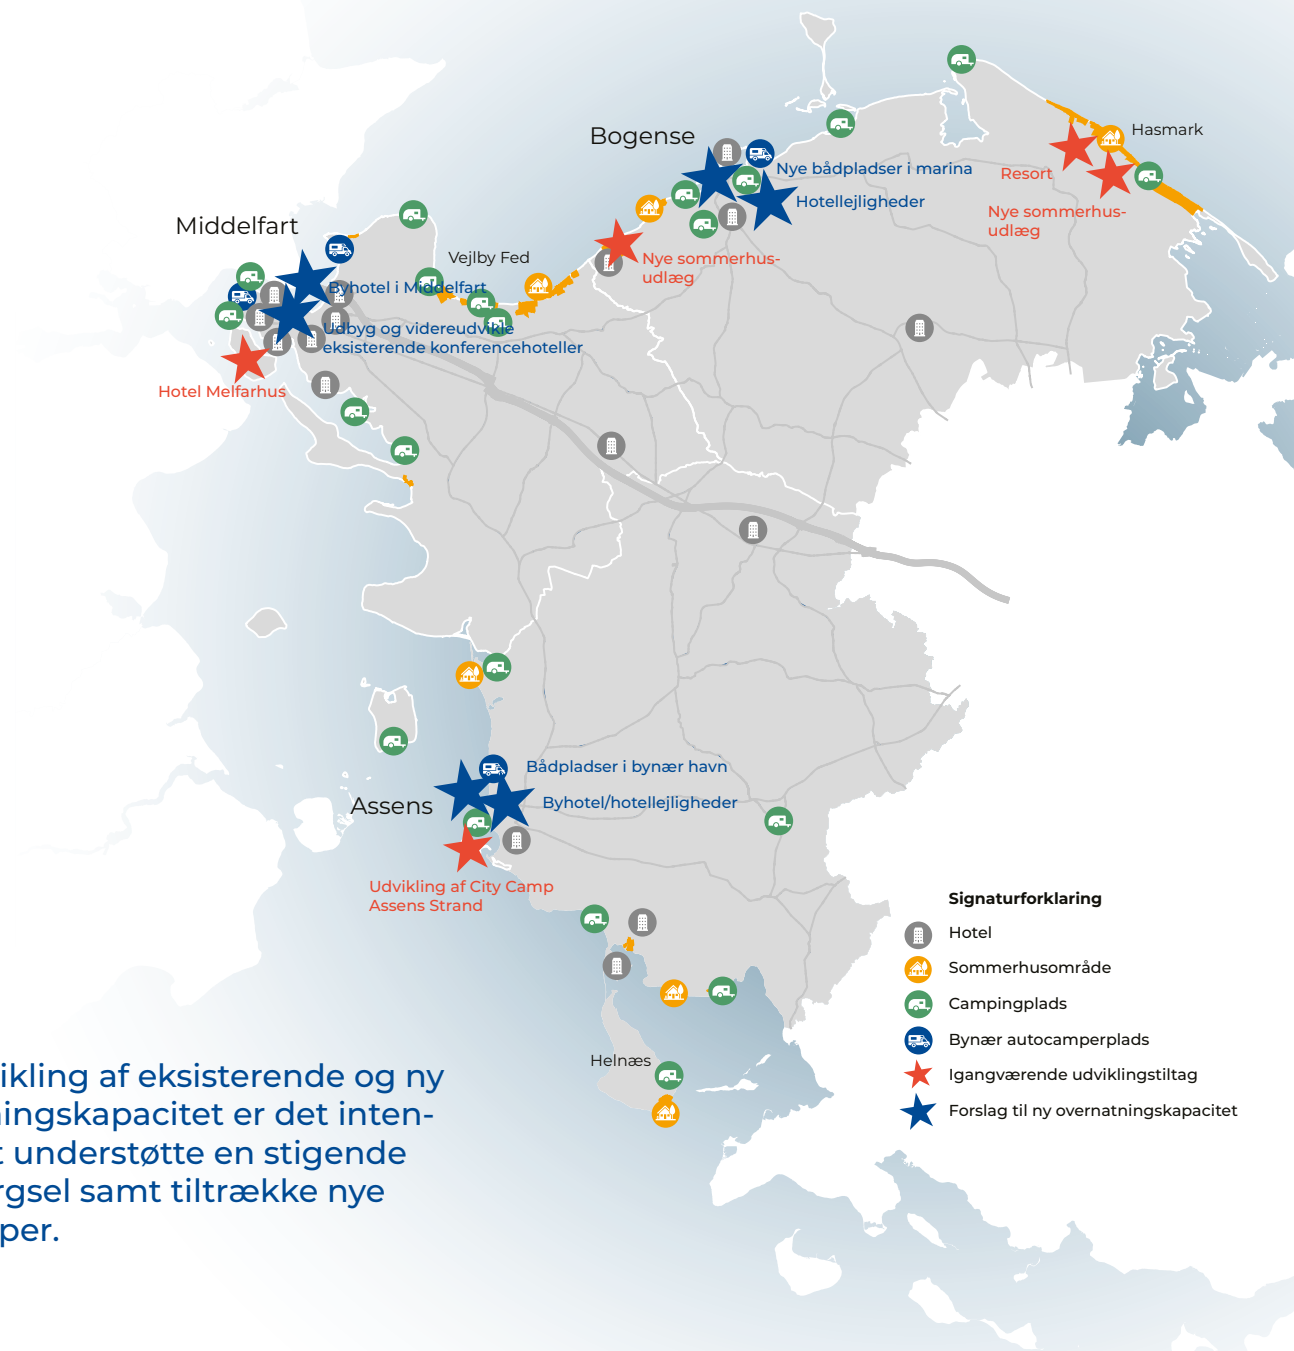 Hasmark
Bogense
Nye bådpladser i marina
Resort
Hotellejligheder
Nye sommerhus-
udlæg
Middelfart
Vejlby Fed
Nye sommerhus-
udlæg
Byhotel i Middelfart
Udbyg og videreudvikle
eksisterende konferencehoteller
Hotel Melfarhus
Bådpladser i bynær havn
Byhotel/hotellejligheder
Assens
Udvikling af City Camp
Assens Strand
Helnæs
Signaturforklaring
Hotel
Sommerhusområde
Campingplads
Bynær autocamperplads
Igangværende udviklingstiltag
Forslag til ny overnatningskapacitet
ikling af eksisterende og ny
ningskapacitet er det inten-
t understøtte en stigende
rgsel samt tiltrække nye
per.